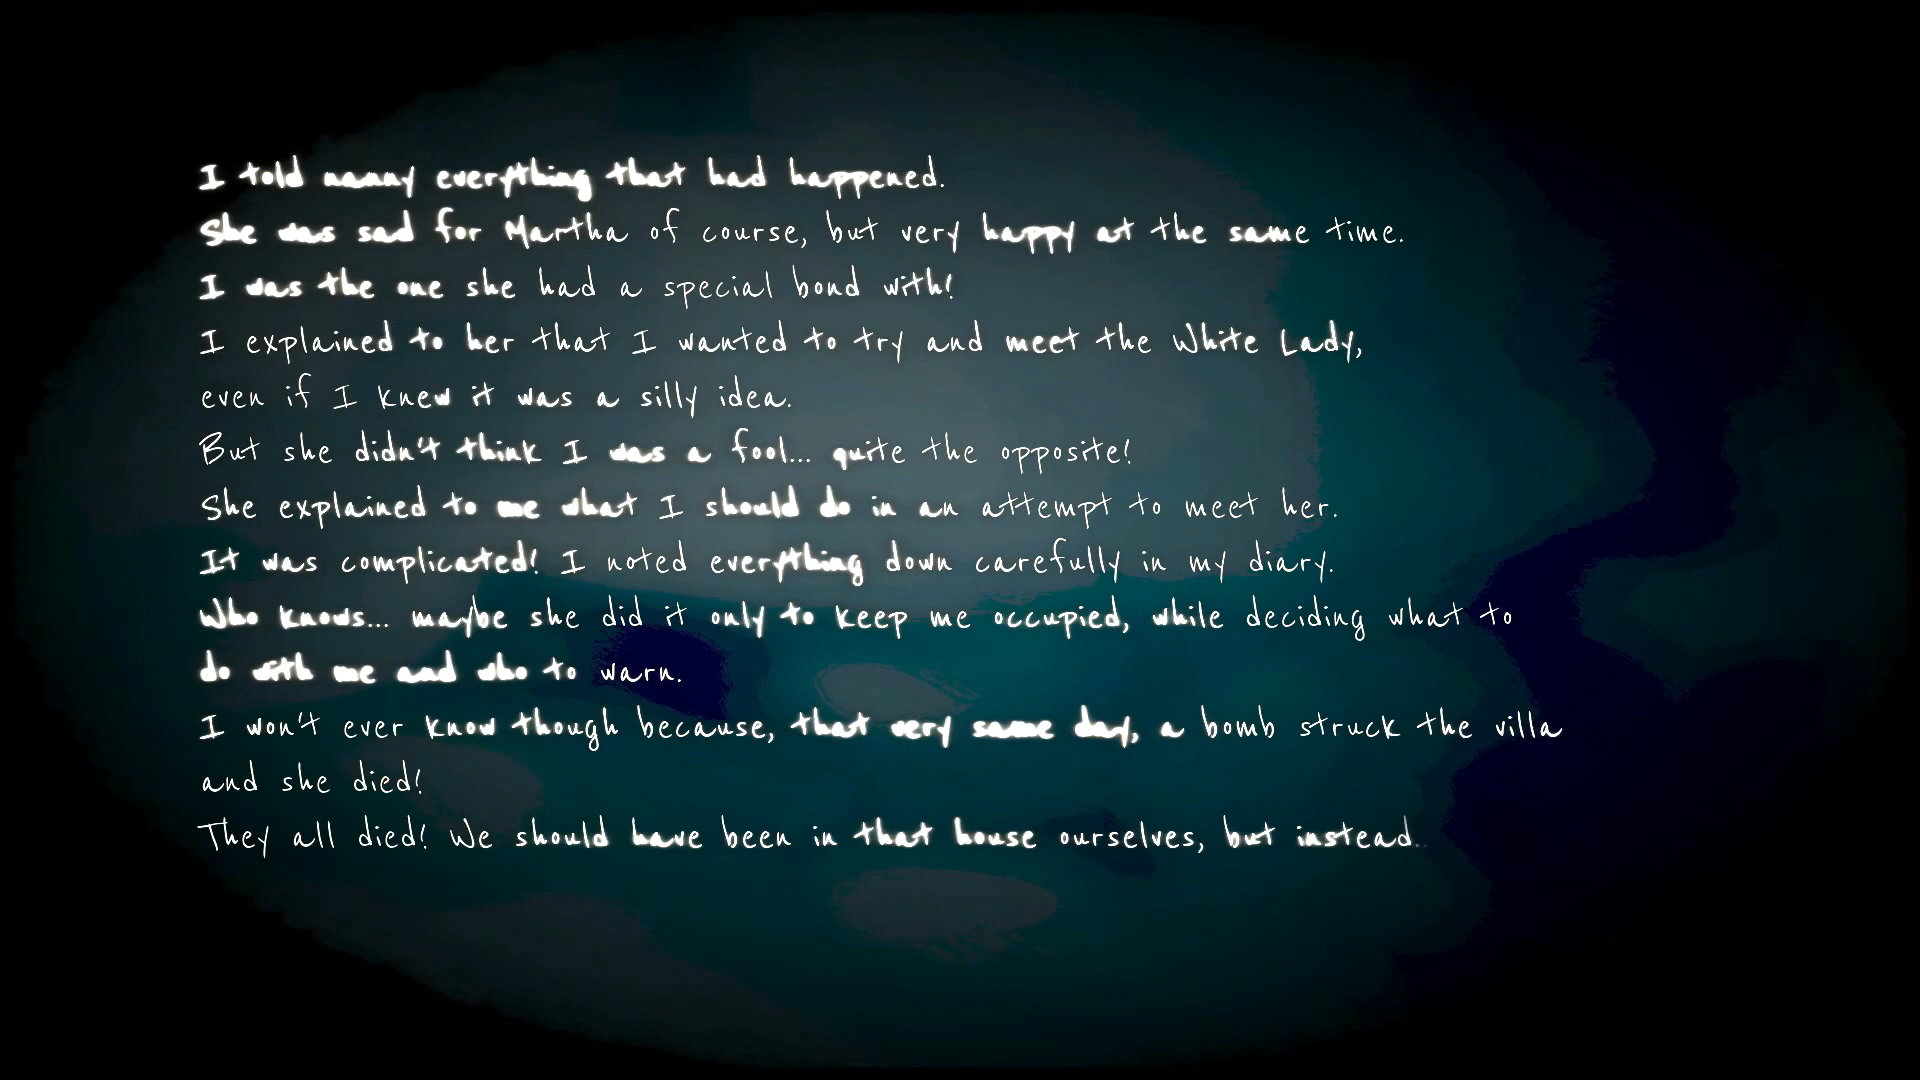 I told nanny everything that had happened.
She was sad for Martha of course, but very happy at the same time.
I was the one she had a special bond with!
I explained to her that I wanted to try and meet the White Lady,
even if I knew it was a silly idea.
But she didn't think I was a fool... quite the opposite!
She explained to me what I should do in an attempt to meet her.
It was complicated! I noted everything down carefully in my diary.
Who knows... maybe she did it only to keep me occupied, while deciding what to
do with me and who to warn.
I won't ever know though because, that very same day, a bomb struck the villa
and she died!
They all died! We should have been in that house ourselves, but instead..